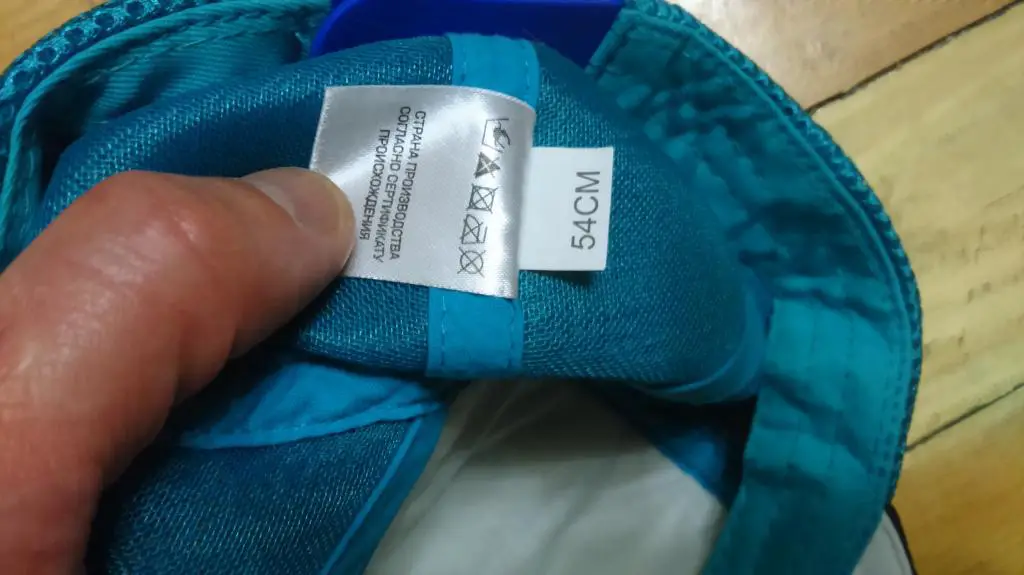 СТРАНА ПРОИЗВОДСТВА
СОГЛАСНО СЕРТИФИКАТУ
ПРОИСХОЖДЕНИЯ
54CM